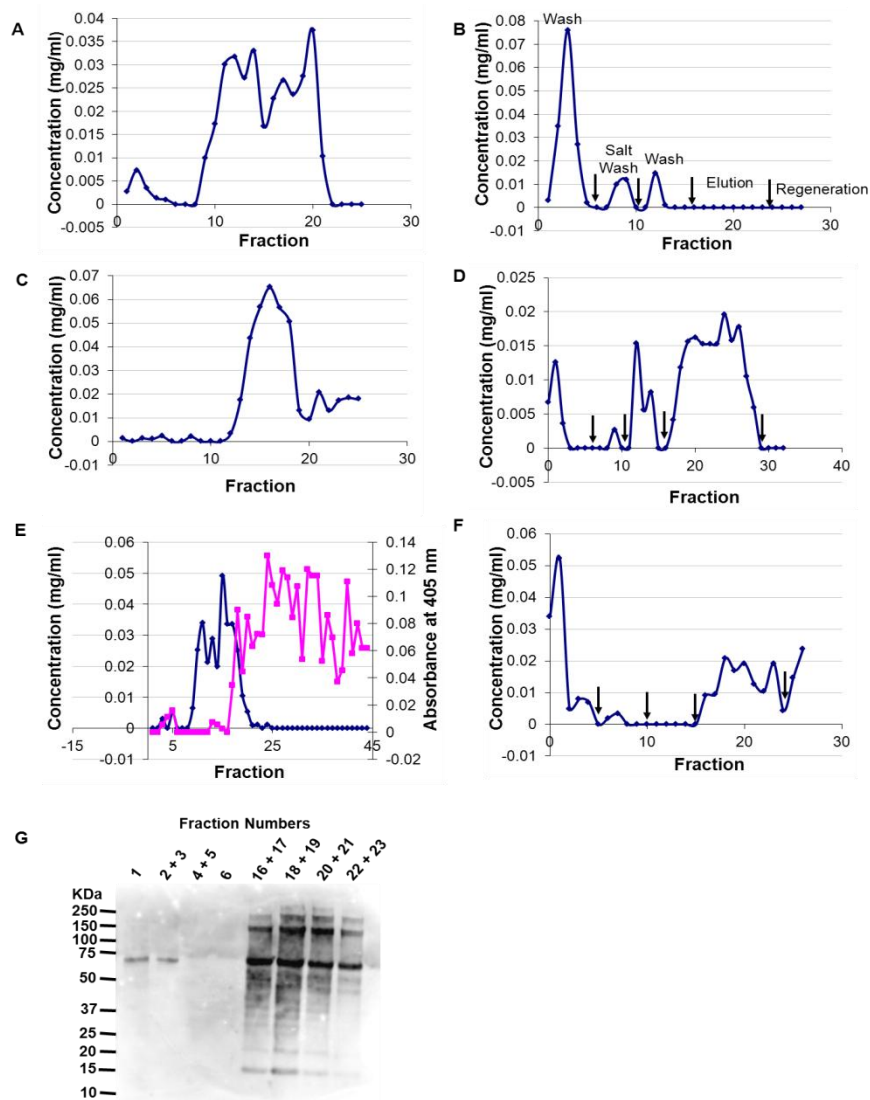 A
Concentration (mg/ml)
0.04
0.035
0.03
0.025
0.02
0.015
0.01
0.005
0
-0.005
0 10 20 30
Fraction
B
Concentration (mg/ml)
0.08
0.07
0.06
0.05
0.04
0.03
0.02
0.01
0
-0.01
Wash
Salt
Wash
Wash
Elution
Regeneration
0 5 10 15 20 25 30
Fraction
C
Concentration (mg/ml)
0.07
0.06
0.05
0.04
0.03
0.02
0.01
0
-0.01
0 10 20 30
Fraction
D
Concentration (mg/ml)
0.025
0.02
0.015
0.01
0.005
0
-0.005
0 10 20 30 40
Fraction
E
Concentration (mg/ml)
0.06
0.05
0.04
0.03
0.02
0.01
0
-0.01
-15 5 25 45
Fraction
0.14
0.12
0.1
0.08
0.06
0.04
0.02
0
-0.02
Absorbance at 405 nm
F
Concentration (mg/ml)
0.06
0.05
0.04
0.03
0.02
0.01
0
-0.01
0 10 20 30
Fraction
G
Fraction Numbers
1 2 + 3 4 + 5 6 16 + 17 18 + 19 20 + 21 22 + 23
KDa
250
150
100
75
50
37
25
20
15
10